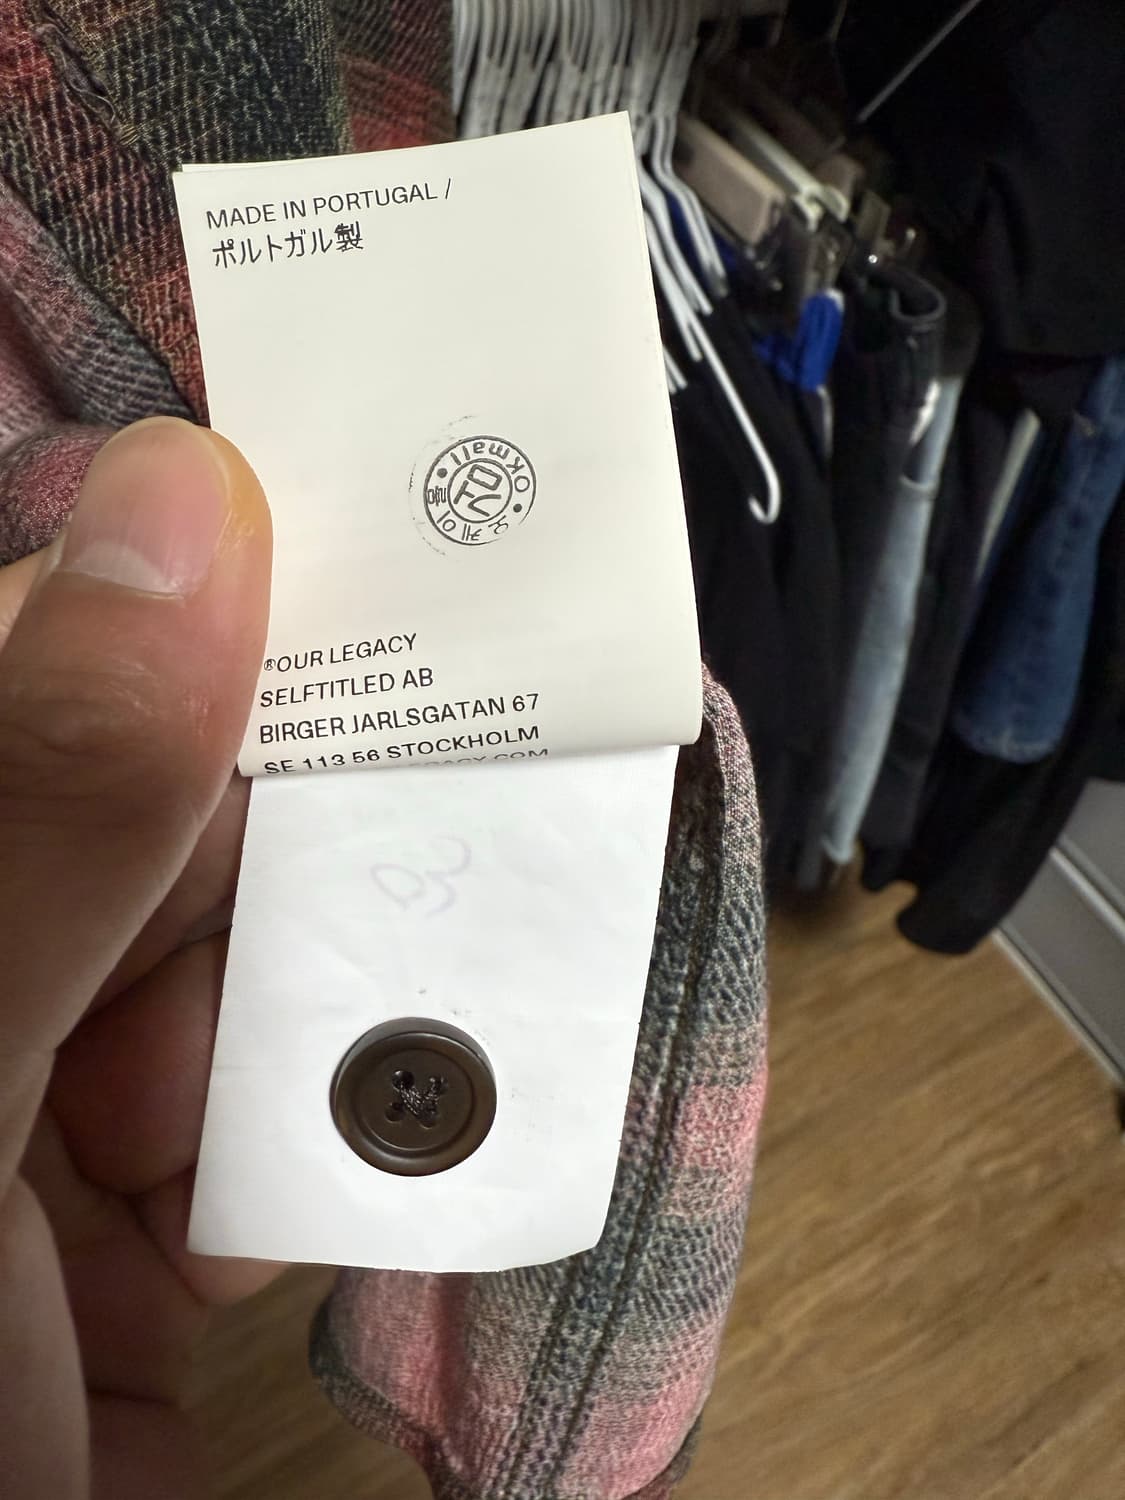 MADE IN PORTUGAL /
ポルトガル製
OKmall
®OUR LEGACY
SELFTITLED AB
BIRGER JARLSGATAN 67
SE 113 56 STOCKHOLM